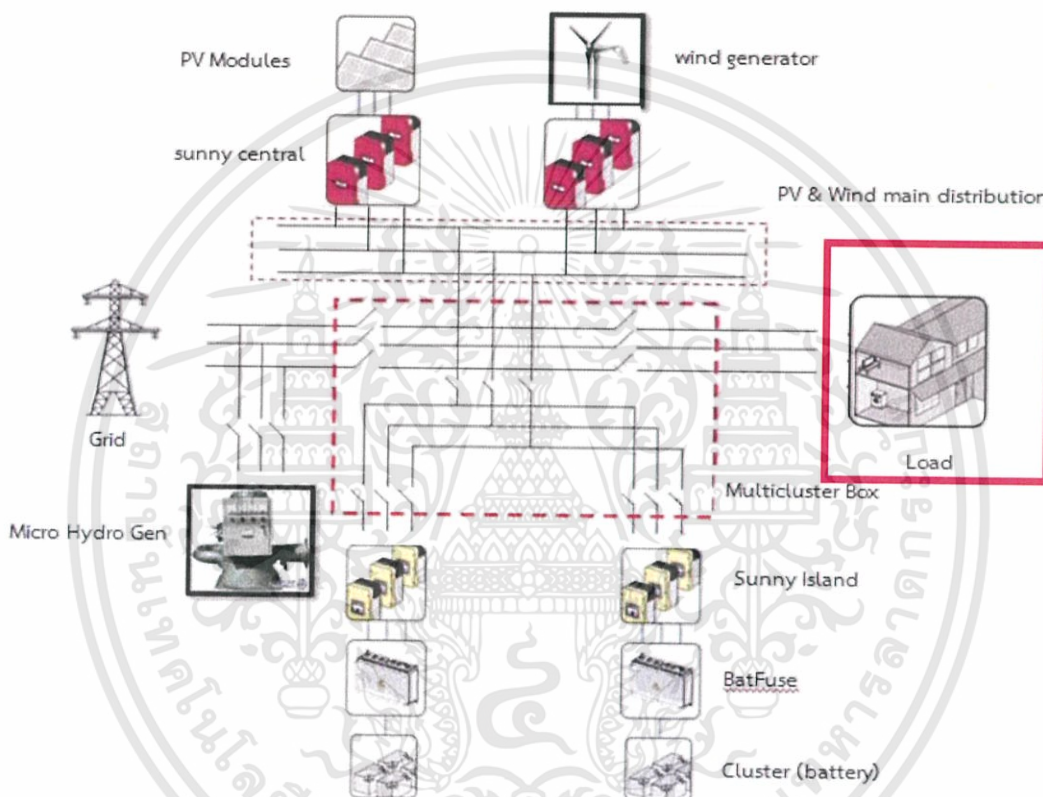 PV Modules
wind generator
sunny central
PV & Wind main distribution
Grid
Load
Multicluster Box
Micro Hydro Gen
Sunny Island
BatFuse
Cluster (battery)